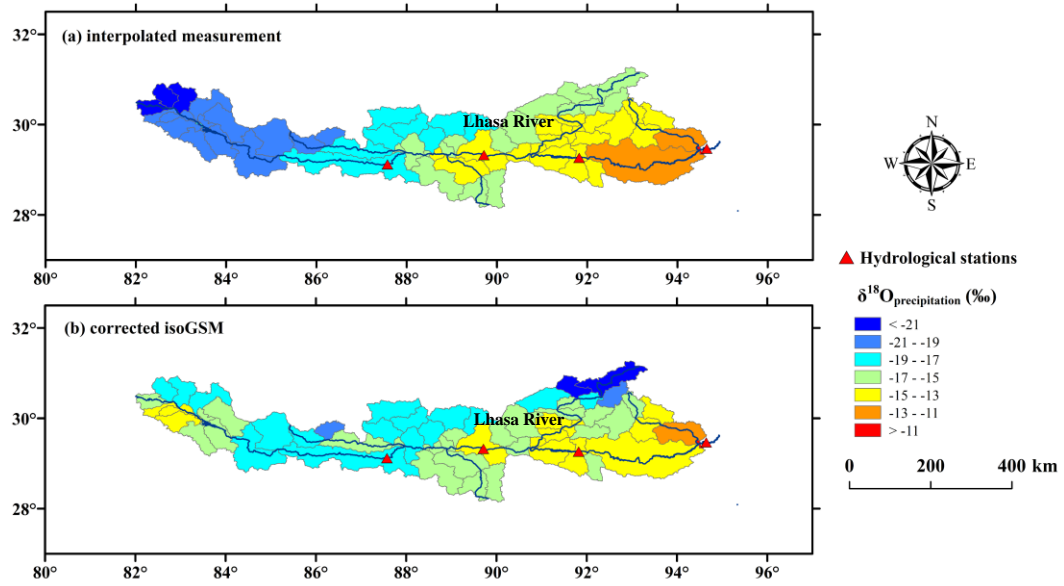 (a) interpolated measurement
32°
30°
28°
Lhasa River
80°
82°
84°
86°
88°
90°
92°
94°
96°
N
W
E
S
(b) corrected isoGSM
32°
30°
28°
Lhasa River
80°
82°
84°
86°
88°
90°
92°
94°
96°
Hydrological stations
δ¹⁸Oprecipitation (‰)
< -21
-21 - -19
-19 - -17
-17 - -15
-15 - -13
-13 - -11
> -11
0 200 400 km